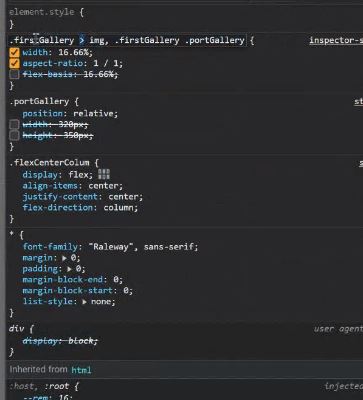 element.style {
}
.firstGallery > img, .firstGallery .portGallery {
inspector-s
width: 16.66%;
aspect-ratio: 1 / 1;
flex-basis: 16.66%;
}
.portGallery {
st
position: relative;
width: 320px;
height: 350px;
}
.flexCenterColum {
s
display: flex;
align-items: center;
justify-content: center;
flex-direction: column;
}
* {
font-family: "Raleway", sans-serif;
margin: 0;
padding: 0;
margin-block-end: 0;
margin-block-start: 0;
list-style: none;
}
div {
user agent
display: block;
}
Inherited from html
:host, :root {
injected
--rem: 16;